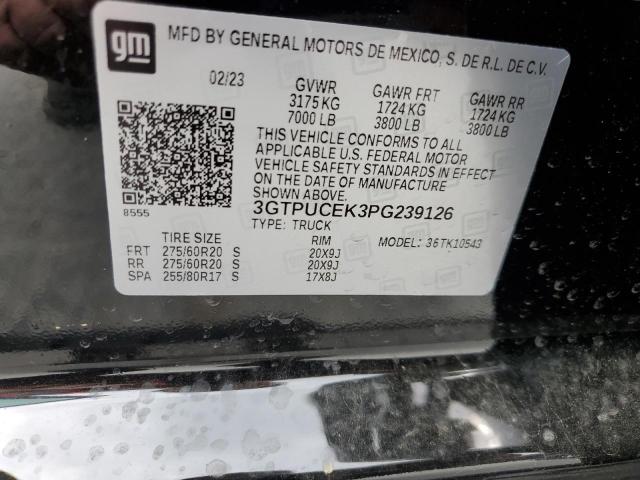 gm
MFD BY GENERAL MOTORS DE MEXICO, S. DE R.L. DE C.V.
02/23 GVWR GAWR FRT GAWR RR
3175 KG 1724 KG 1724 KG
7000 LB 3800 LB 3800 LB
THIS VEHICLE CONFORMS TO ALL
APPLICABLE U.S. FEDERAL MOTOR
VEHICLE SAFETY STANDARDS IN EFFECT
ON THE DATE OF MANUFACTURE
SHOWN ABOVE.
8555 3GTPUCEK3PG239126
TYPE: TRUCK MODEL: 36TK10543
TIRE SIZE RIM
FRT 275/60R20 S 20X9J
RR 275/60R20 S 20X9J
SPA 255/80R17 S 17X8J